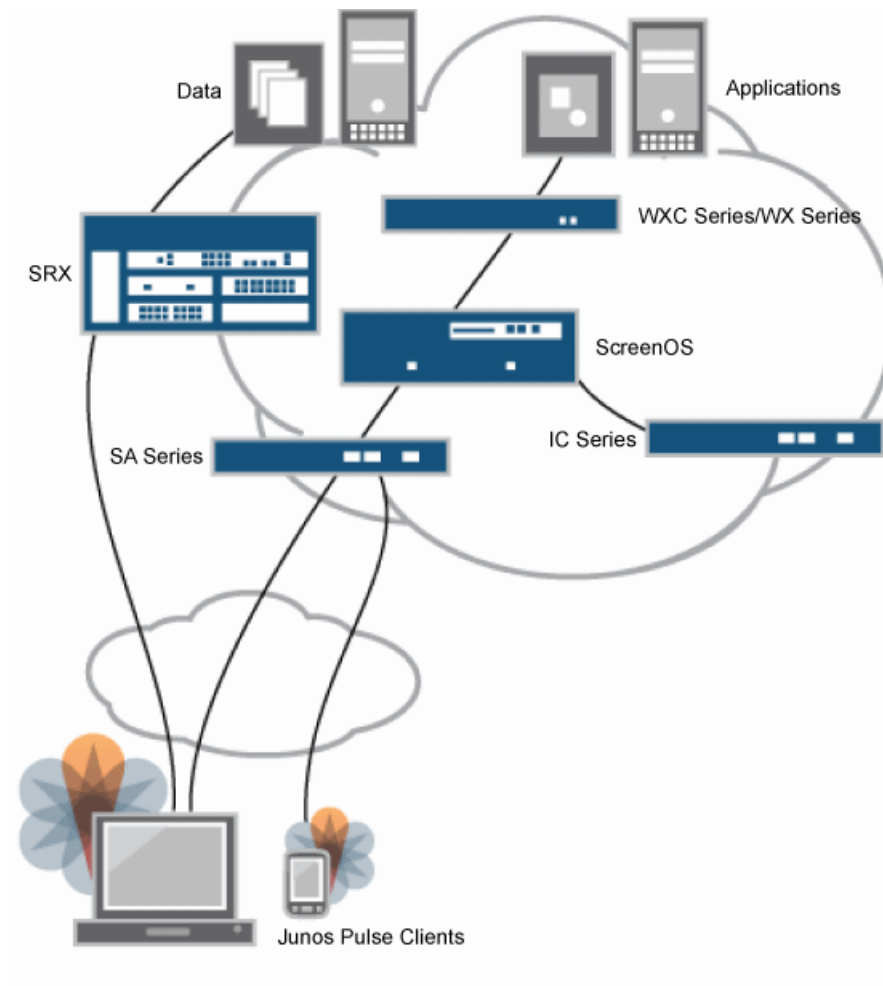 Data
Applications
WXC Series/WX Series
SRX
ScreenOS
IC Series
SA Series
Junos Pulse Clients